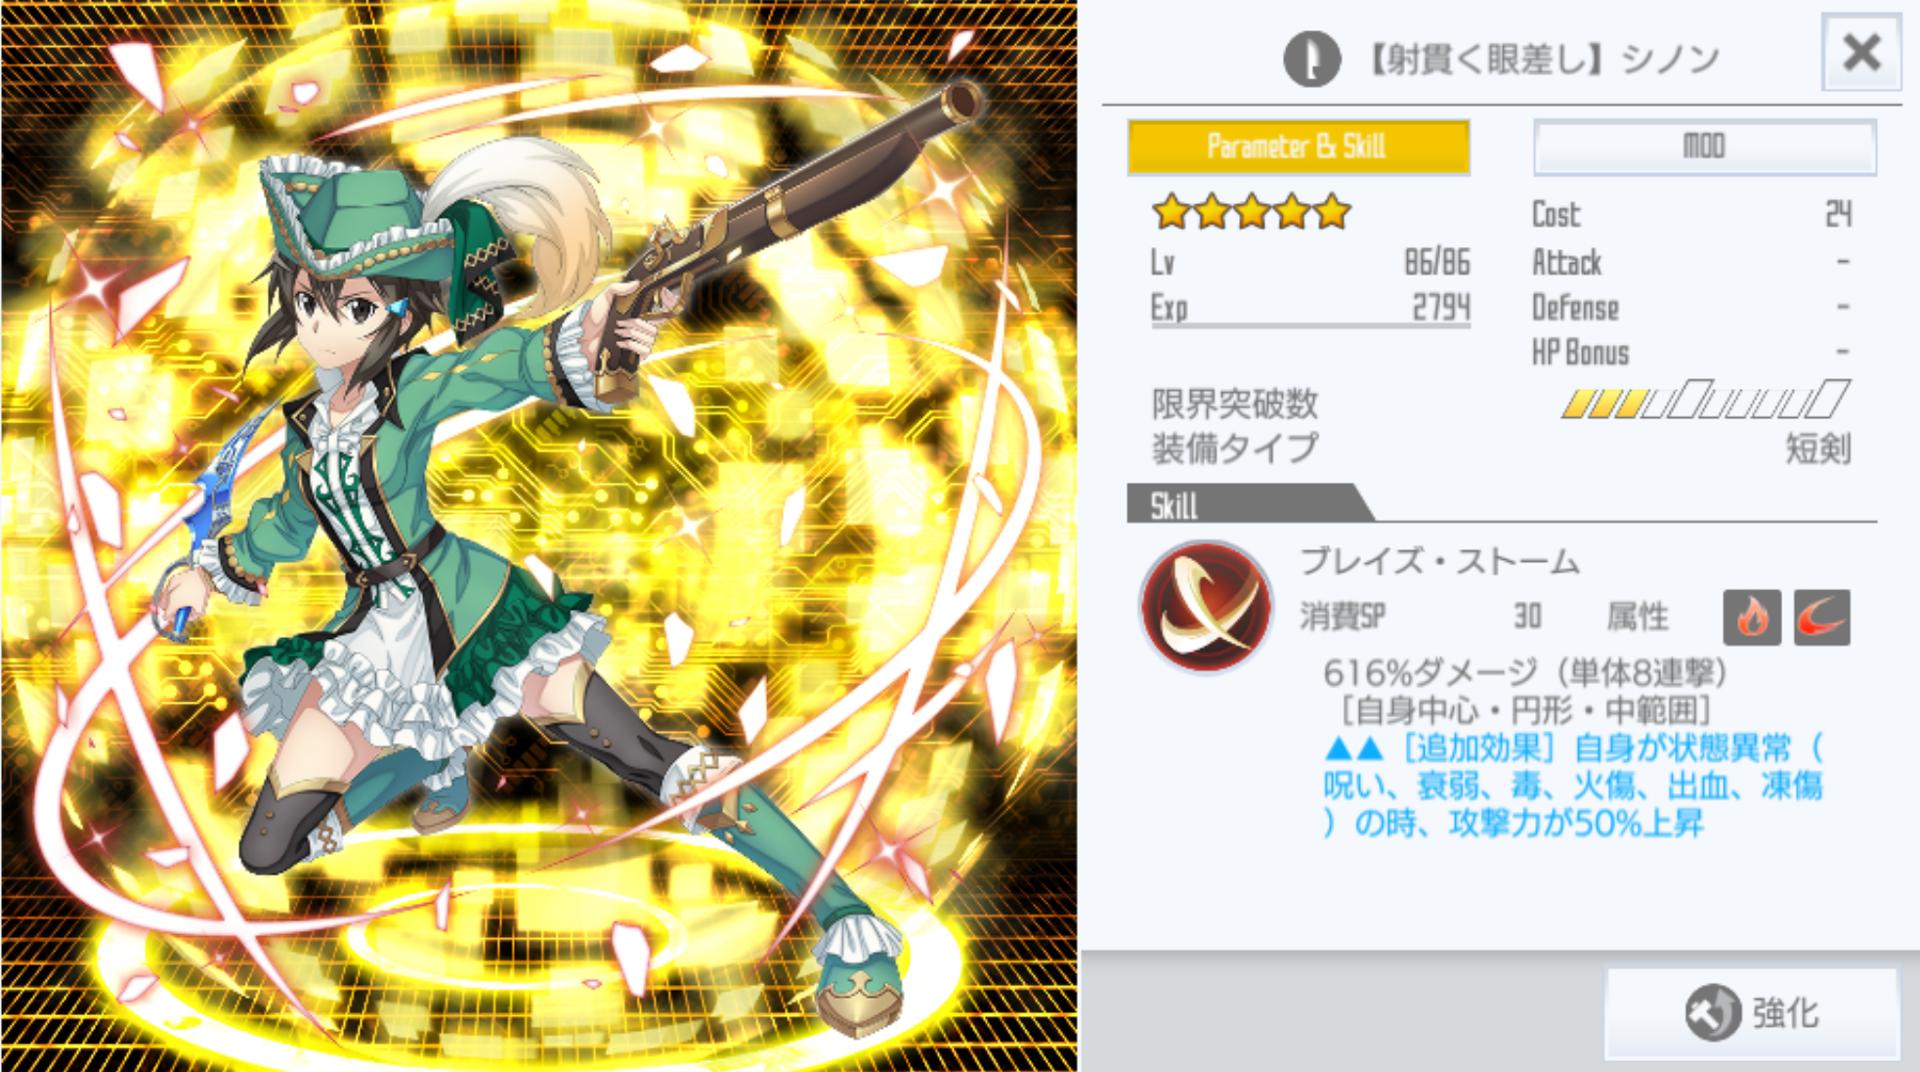 【射貫く眼差し】シノン
Parameter & Skill
MOD
Cost 24
Lv 86/86
Attack -
Exp 2794
Defense -
HP Bonus -
限界突破数
装備タイプ 短剣
Skill
ブレイズ・ストーム
消費SP 30 属性
616%ダメージ（単体8連撃）
［自身中心・円形・中範囲］
▲▲［追加効果］自身が状態異常（
呪い、衰弱、毒、火傷、出血、凍傷
）の時、攻撃力が50%上昇
強化